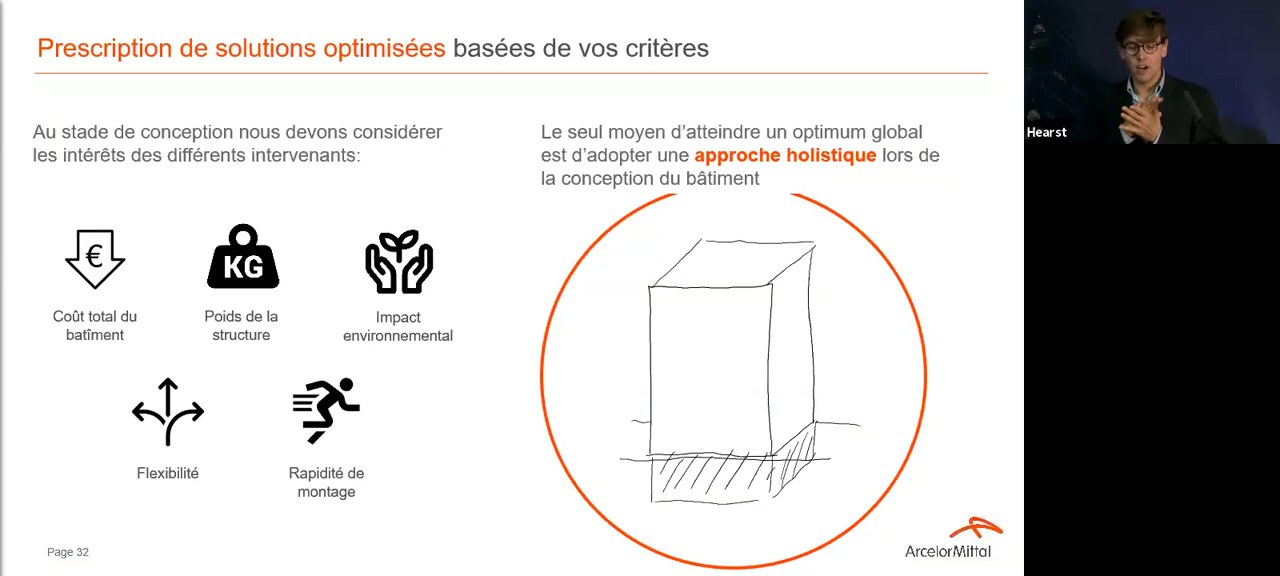 Prescription de solutions optimisées basées de vos critères
Au stade de conception nous devons considérer
les intérêts des différents intervenants:
€
Coût total du
batîment
KG
Poids de la
structure
Impact
environnemental
Flexibilité
Rapidité de
montage
Le seul moyen d’atteindre un optimum global
est d’adopter une approche holistique lors de
la conception du bâtiment
Page 32
ArcelorMittal
Hearst